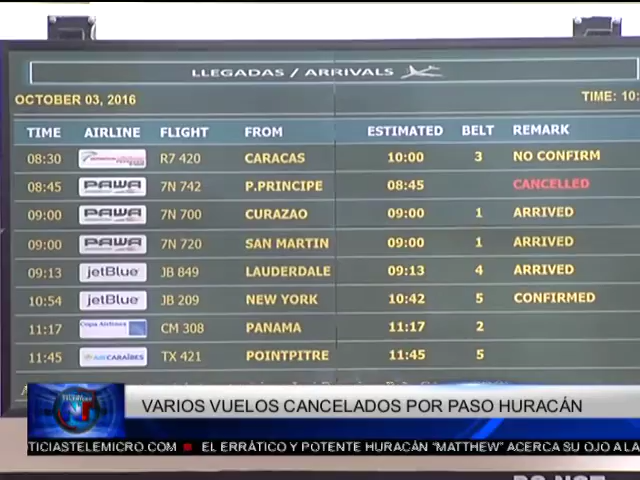 LLEGADAS / ARRIVALS
OCTOBER 03, 2016 TIME: 10:
TIME AIRLINE FLIGHT FROM ESTIMATED BELT REMARK
08:30 R7 420 CARACAS 10:00 3 NO CONFIRM
08:45 PAWA 7N 742 P.PRINCIPE 08:45 CANCELLED
09:00 PAWA 7N 700 CURAZAO 09:00 1 ARRIVED
09:00 PAWA 7N 720 SAN MARTIN 09:00 1 ARRIVED
09:13 jetBlue JB 849 LAUDERDALE 09:13 4 ARRIVED
10:54 jetBlue JB 209 NEW YORK 10:42 5 CONFIRMED
11:17 Copa Airlines CM 308 PANAMA 11:17 2
11:45 AIR CARAÏBES TX 421 POINTPITRE 11:45 5
NT VARIOS VUELOS CANCELADOS POR PASO HURACÁN
TICIASTELEMICRO.COM EL ERRÁTICO Y POTENTE HURACÁN "MATTHEW" ACERCA SU OJO A LA